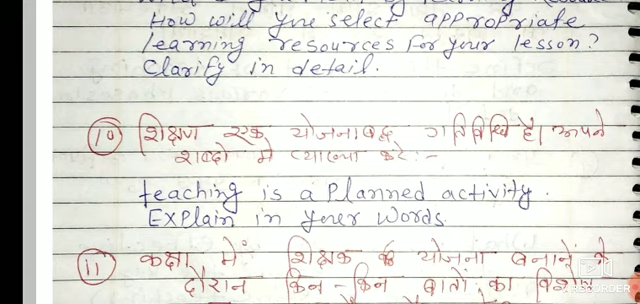 How will you select appropriate
learning resources for your lesson?
Clarify in detail.
10) शिक्षण एक योजनाबद्ध गतिविधि है। अपने
शब्दो मे व्याख्या करे:-
teaching is a planned activity.
Explain in your words
11) कक्षा में शिक्षक को योजना बनाने के
दौरान किन-किन बातों का